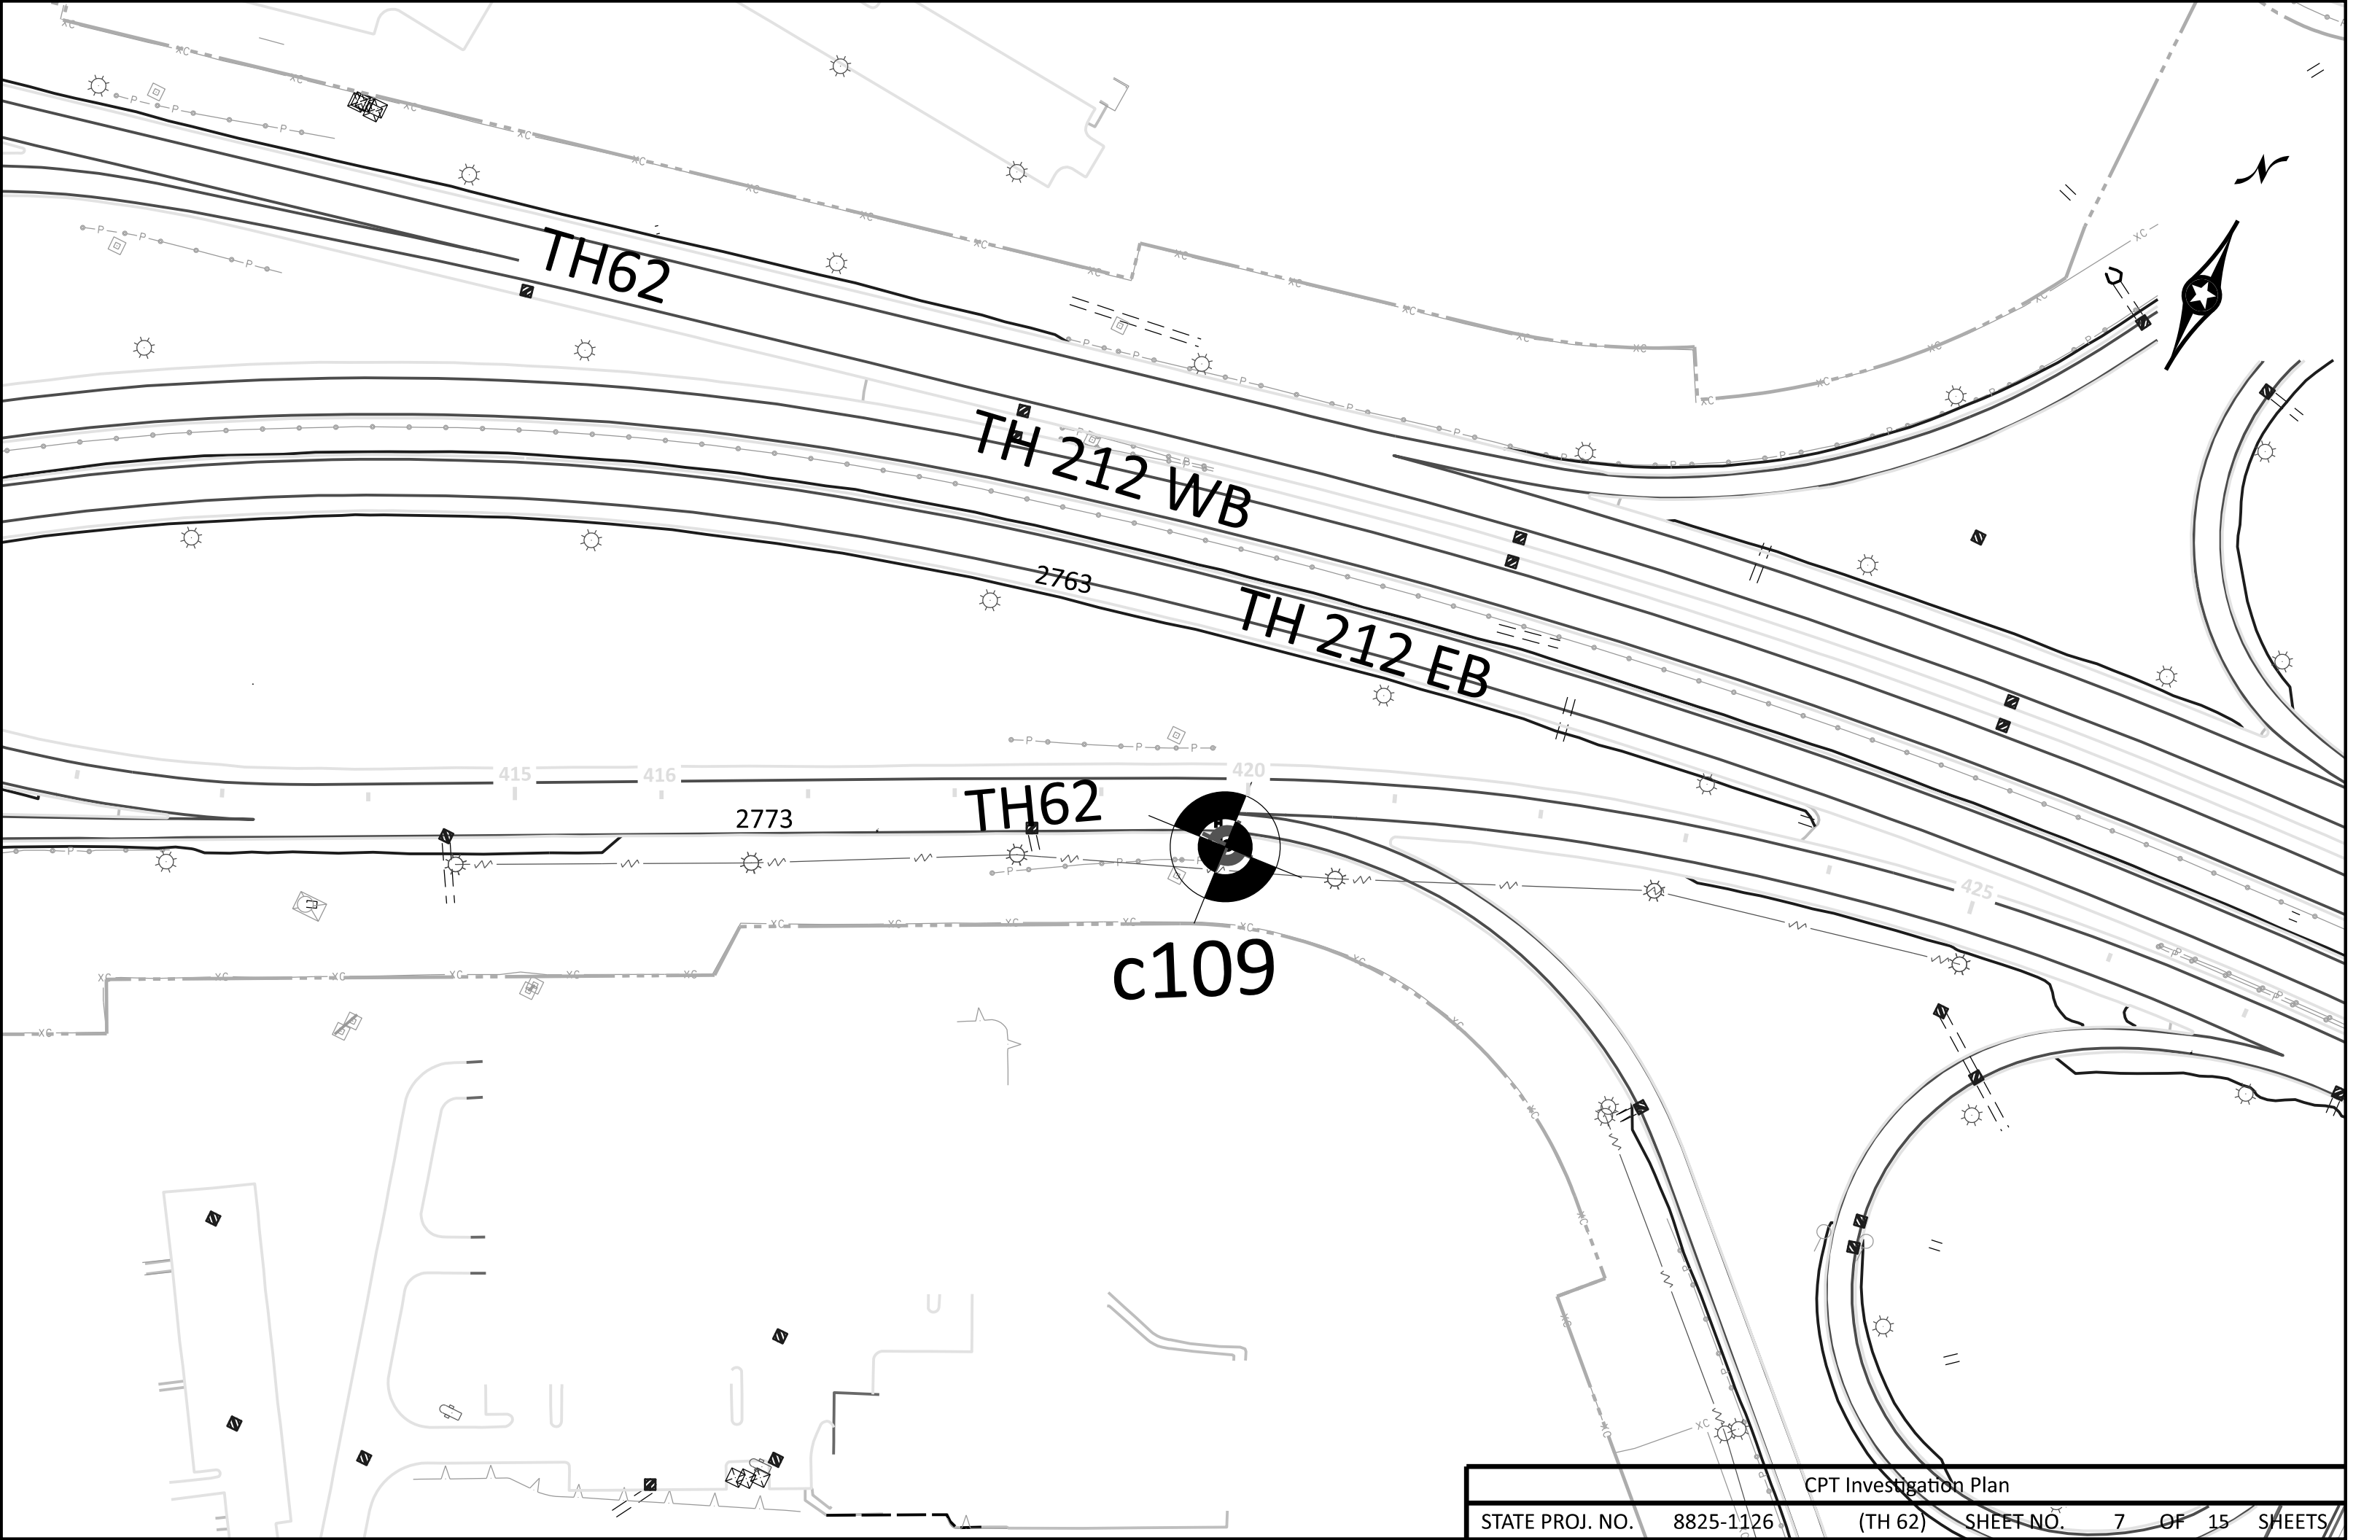 N
TH62
TH 212 WB
2763
TH 212 EB
415
416
420
TH62
2773
425
c109
CPT Investigation Plan
STATE PROJ. NO. 8825-1126 (TH 62) SHEET NO. 7 OF 15 SHEETS